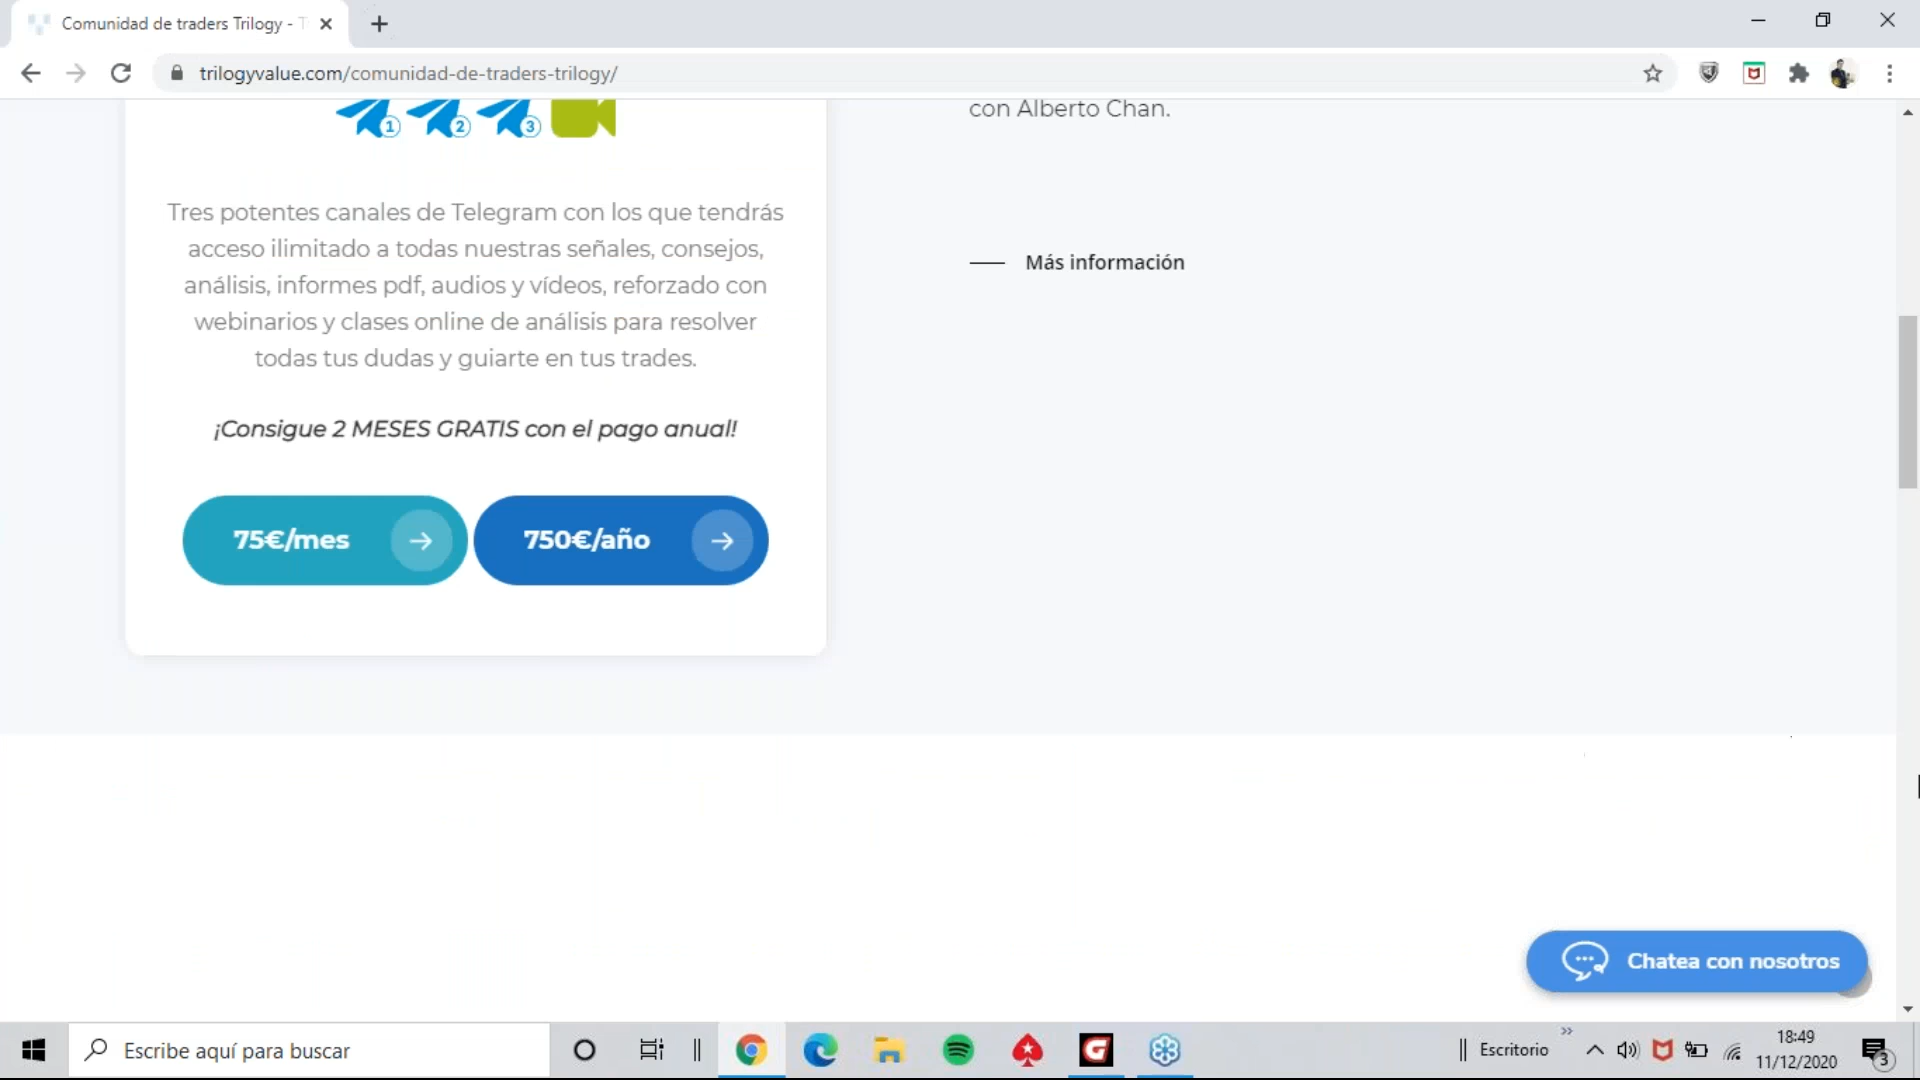 Comunidad de traders Trilogy - T
trilogyvalue.com/comunidad-de-traders-trilogy/
1 2 3
con Alberto Chan.
Tres potentes canales de Telegram con los que tendrás
acceso ilimitado a todas nuestras señales, consejos,
análisis, informes pdf, audios y vídeos, reforzado con
webinarios y clases online de análisis para resolver
todas tus dudas y guiarte en tus trades.
Más información
¡Consigue 2 MESES GRATIS con el pago anual!
75€/mes
750€/año
Chatea con nosotros
Escribe aquí para buscar
Escritorio
18:49
11/12/2020
3